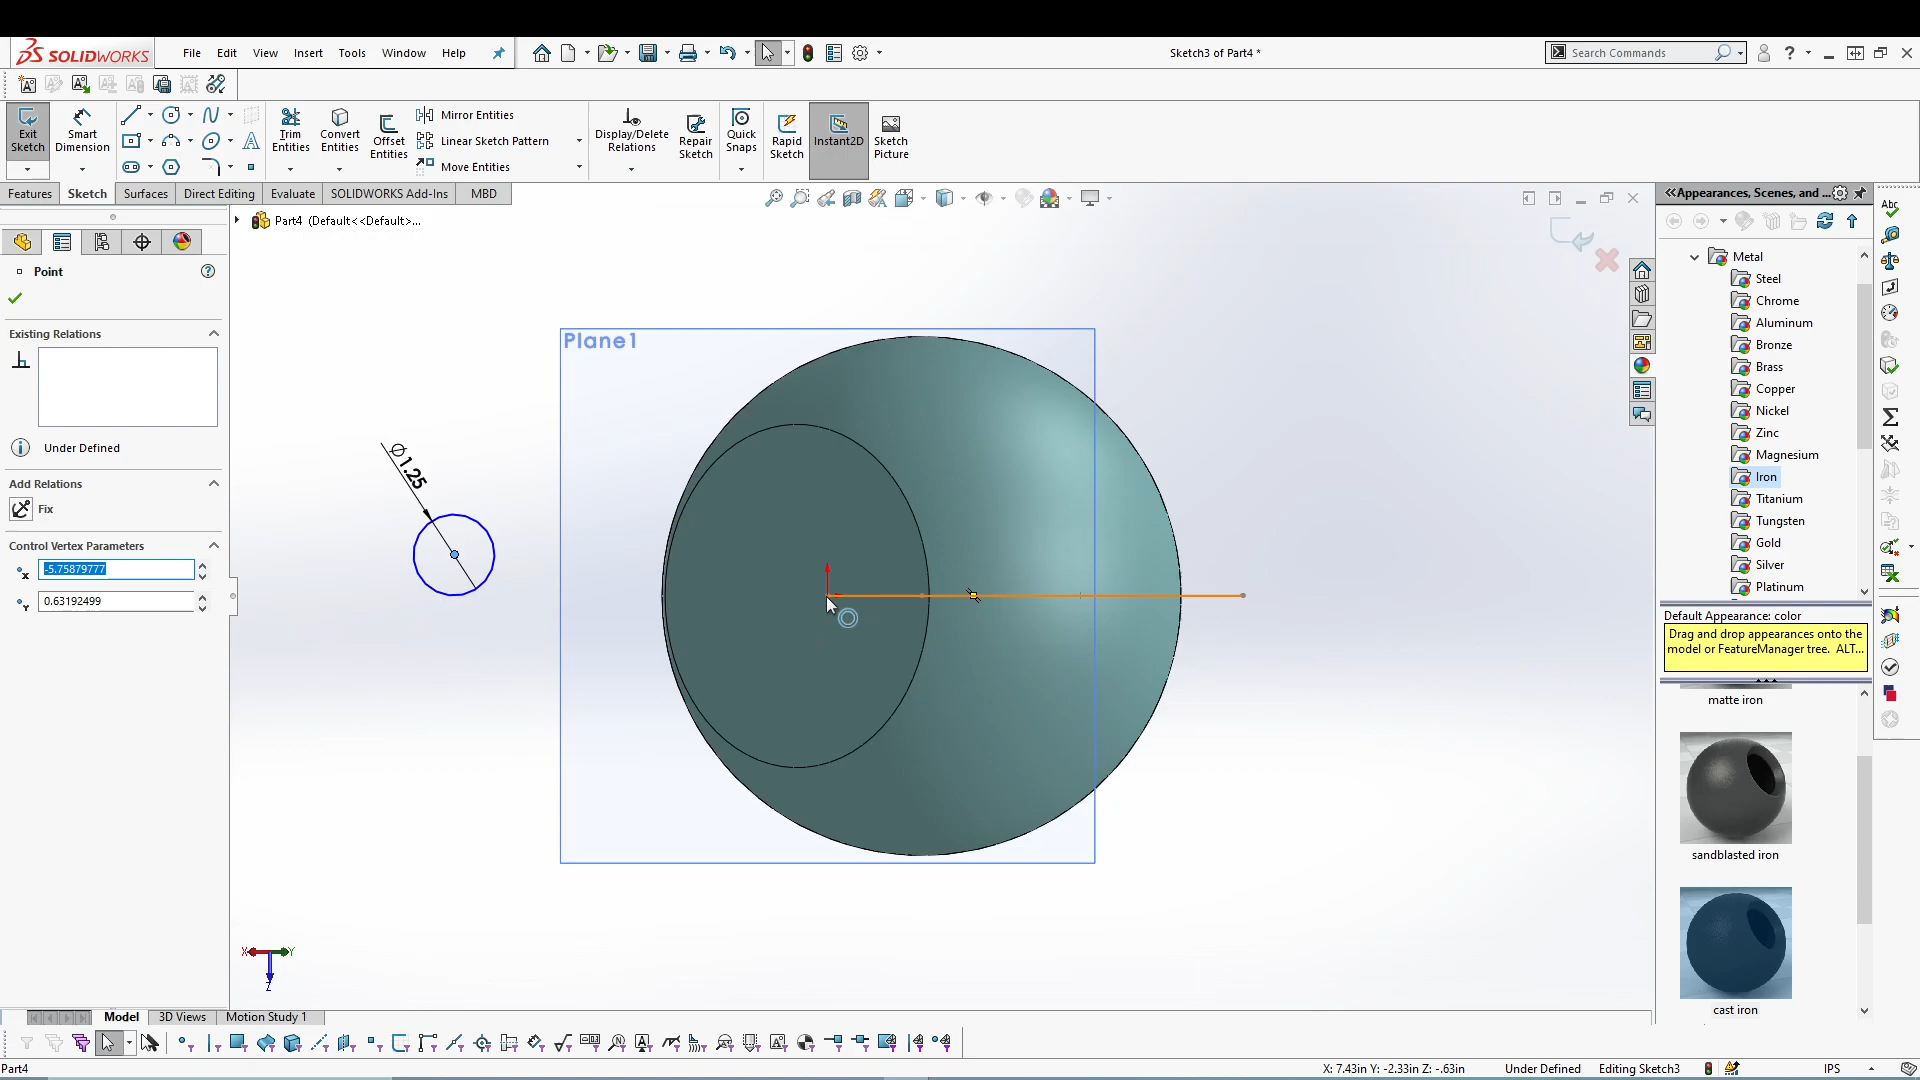 SOLIDWORKS
File Edit View Insert Tools Window Help
Sketch3 of Part4 *
Search Commands
Exit Sketch
Smart Dimension
Trim Entities
Convert Entities
Offset Entities
Mirror Entities
Linear Sketch Pattern
Move Entities
Display/Delete Relations
Repair Sketch
Quick Snaps
Rapid Sketch
Instant2D
Sketch Picture
Features Sketch Surfaces Direct Editing Evaluate SOLIDWORKS Add-Ins MBD
Part4 (Default<<Default>...
Point
Existing Relations
Under Defined
Add Relations
Fix
Control Vertex Parameters
-5.75879777
0.63192499
Plane1
∅1.25
X Y
Z
Appearances, Scenes, and ...
Metal
Steel
Chrome
Aluminum
Bronze
Brass
Copper
Nickel
Zinc
Magnesium
Iron
Titanium
Tungsten
Gold
Silver
Platinum
Default Appearance: color
Drag and drop appearances onto the
model or FeatureManager tree. ALT...
matte iron
sandblasted iron
cast iron
Abc
Model 3D Views Motion Study 1
Part4
X: 7.43in Y: -2.33in Z: -.63in Under Defined Editing Sketch3 IPS